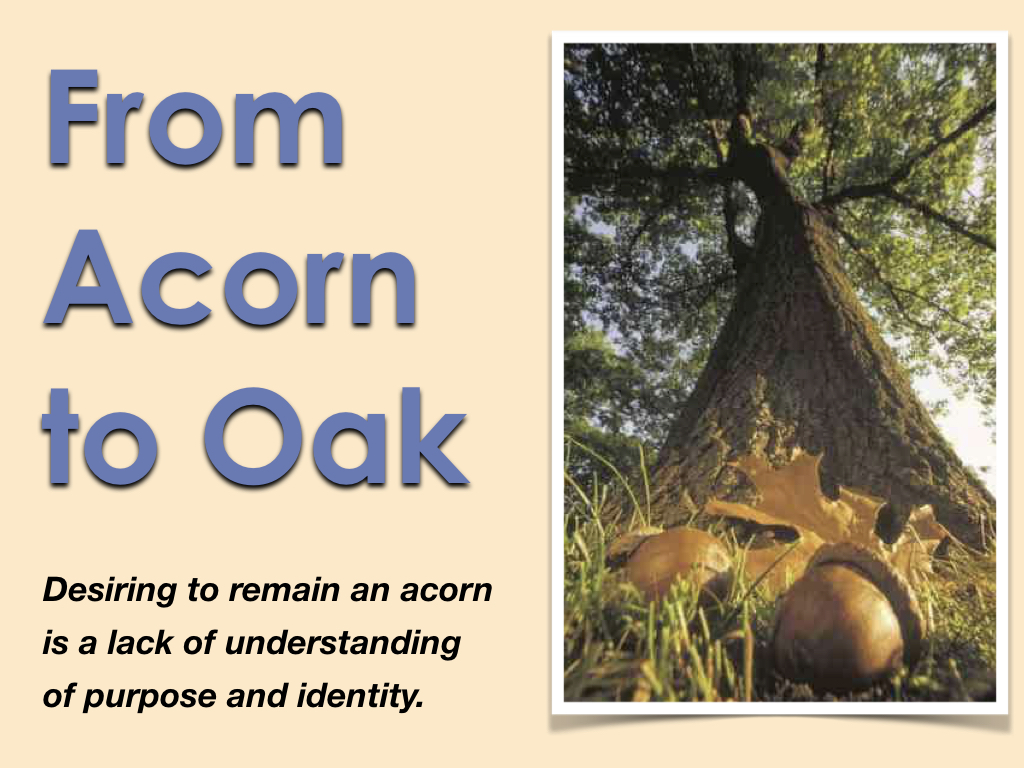 From
Acorn
to Oak
Desiring to remain an acorn
is a lack of understanding
of purpose and identity.